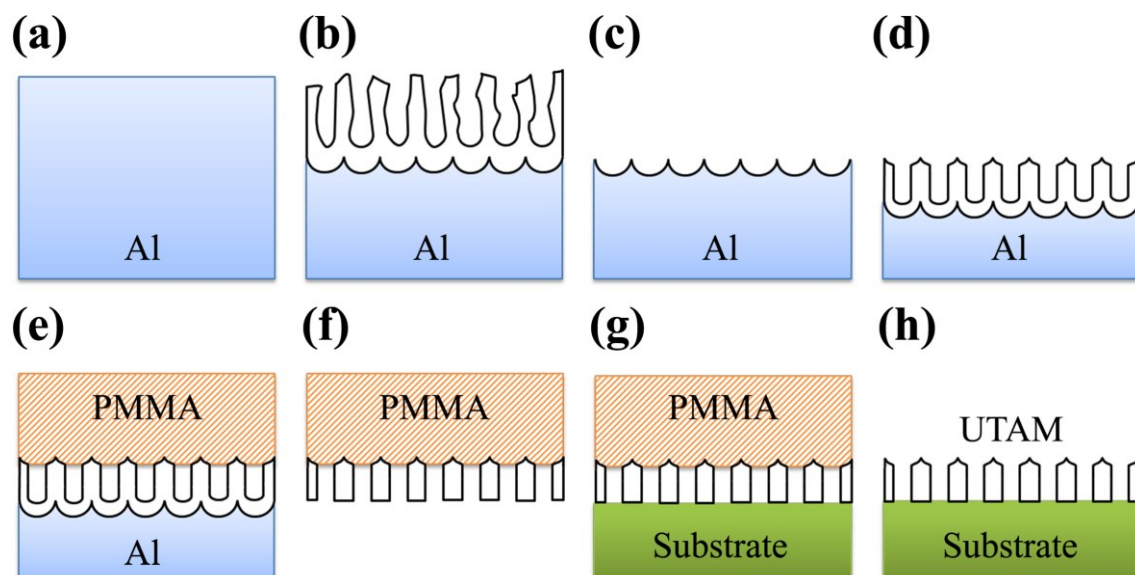 (a)
(b)
(c)
(d)
Al
Al
Al
Al
(e)
(f)
(g)
(h)
PMMA
PMMA
PMMA
UTAM
Al
Substrate
Substrate